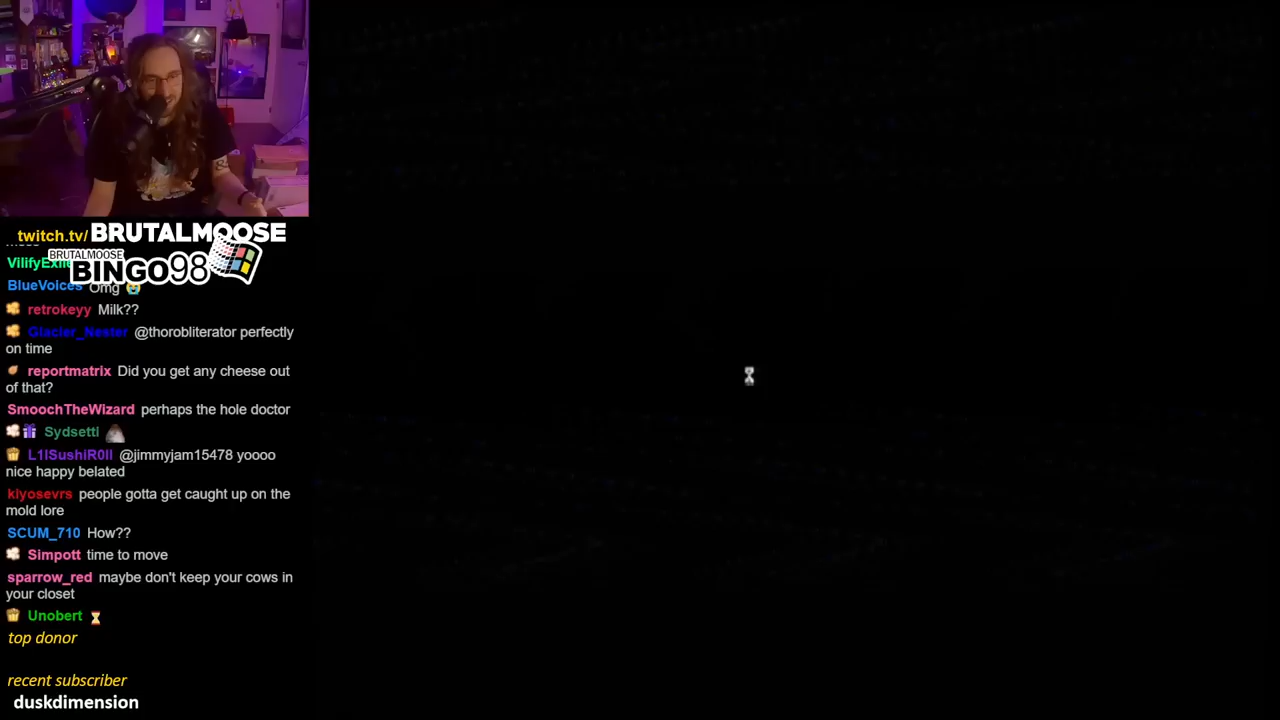 twitch.tv/BRUTALMOOSE
BRUTALMOOSE
BINGO98
VilifyExile
BlueVoices Omg
retrokeyy Milk??
Glacier_Nester @thorobliterator perfectly
on time
reportmatrix Did you get any cheese out
of that?
SmoochTheWizard perhaps the hole doctor
Sydsettl
@jimmyjam15478 yoooo
nice happy belated
kiyosevrs people gotta get caught up on the
mold lore
SCUM_710 How??
Simpott time to move
sparrow_red maybe don't keep your cows in
your closet
Unobert
top donor
recent subscriber
duskdimension